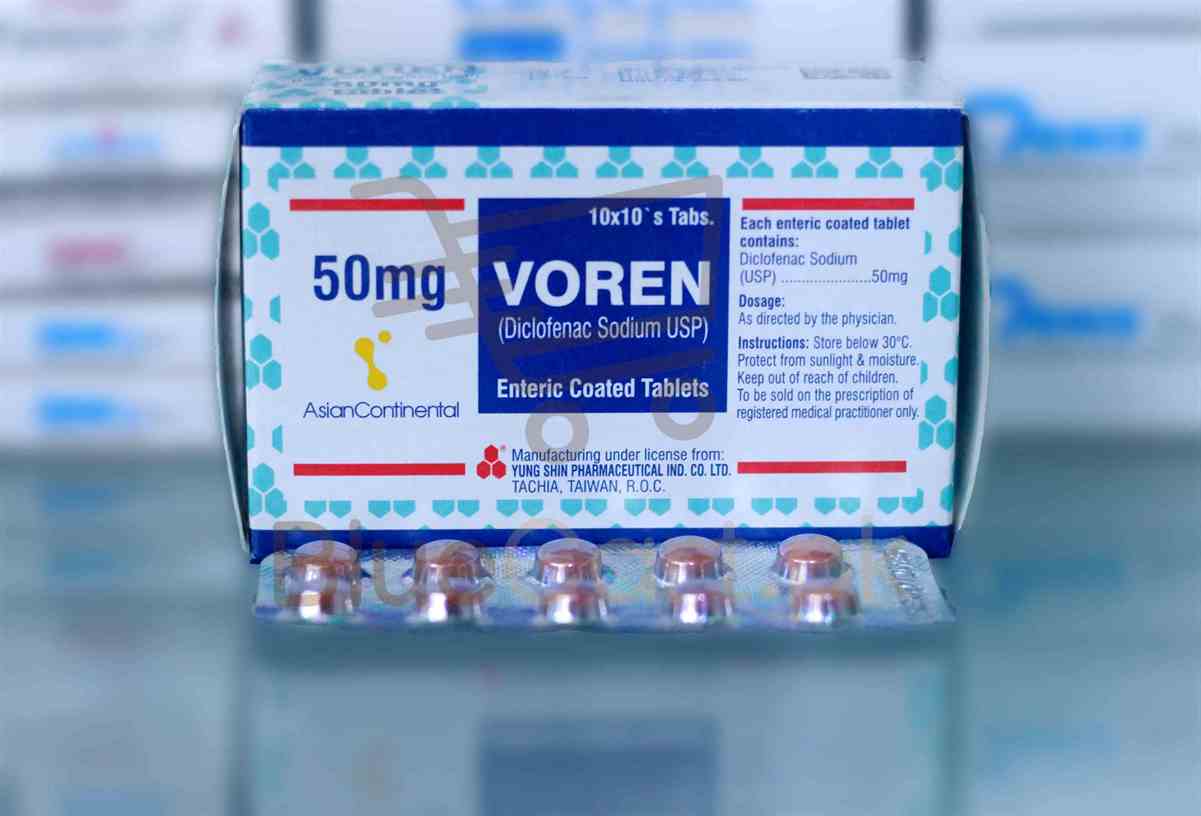 VOREN
50mg
tablet
10x10`s Tabs.
50mg
VOREN
(Diclofenac Sodium USP)
Enteric Coated Tablets
AsianContinental
Each enteric coated tablet
contains:
Diclofenac Sodium
(USP) ......................50mg
Dosage:
As directed by the physician.
Instructions: Store below 30°C.
Protect from sunlight & moisture.
Keep out of reach of children.
To be sold on the prescription of
registered medical practitioner only.
Manufacturing under license from:
YUNG SHIN PHARMACEUTICAL IND. CO. LTD.
TACHIA, TAIWAN, R.O.C.